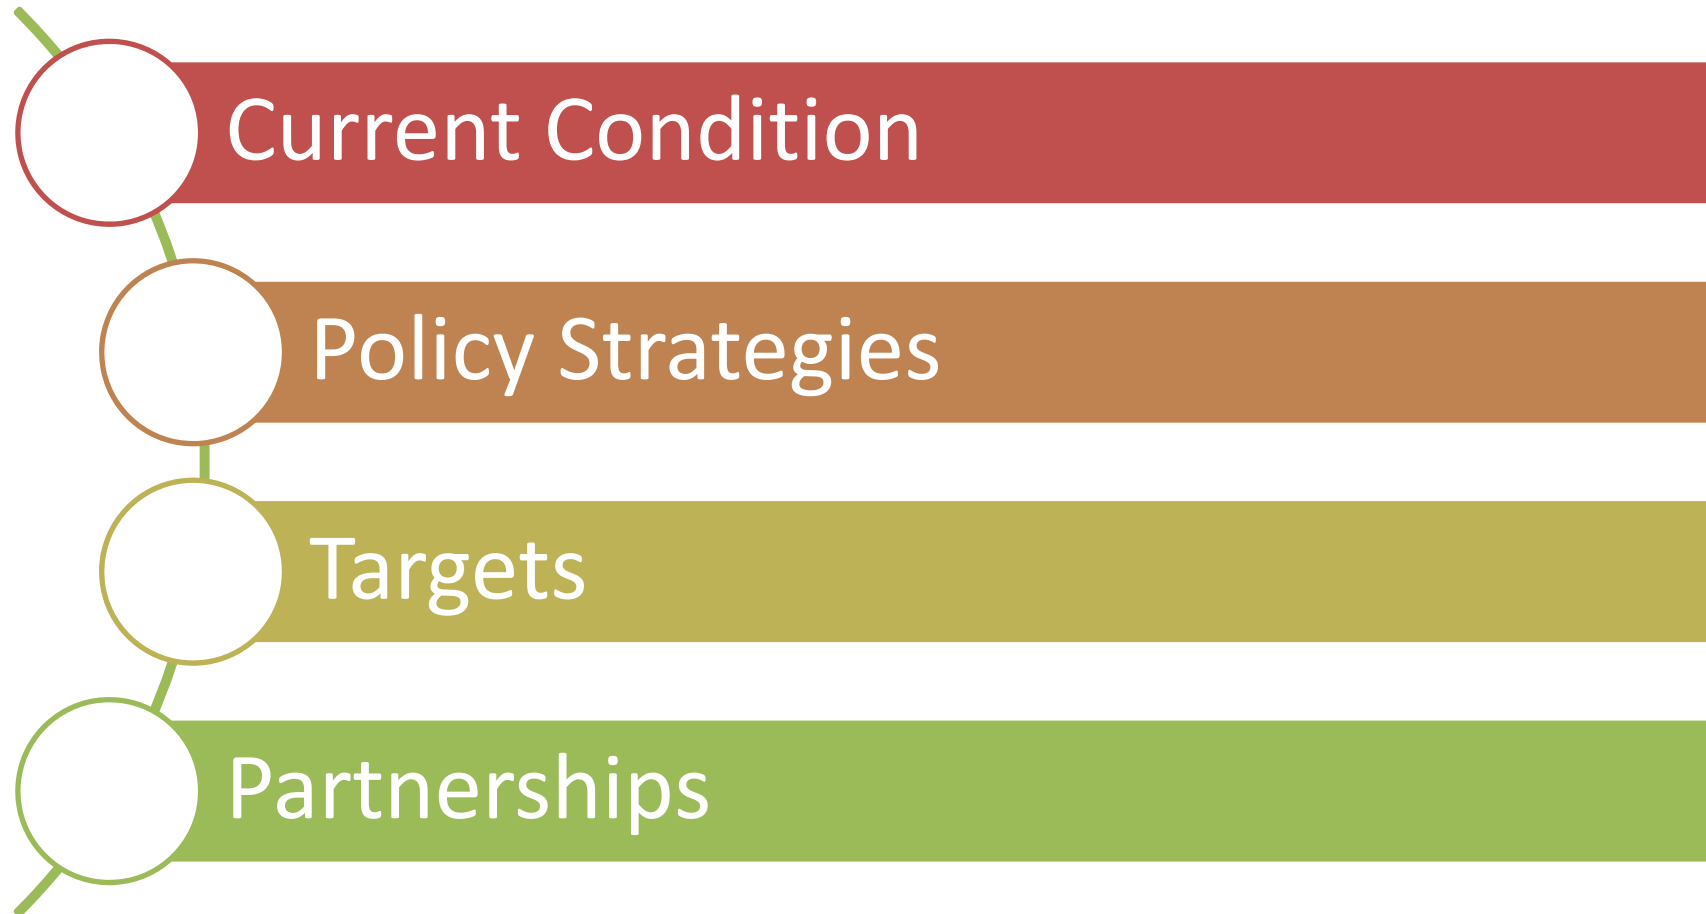 Current Condition
Policy Strategies
Targets
Partnerships